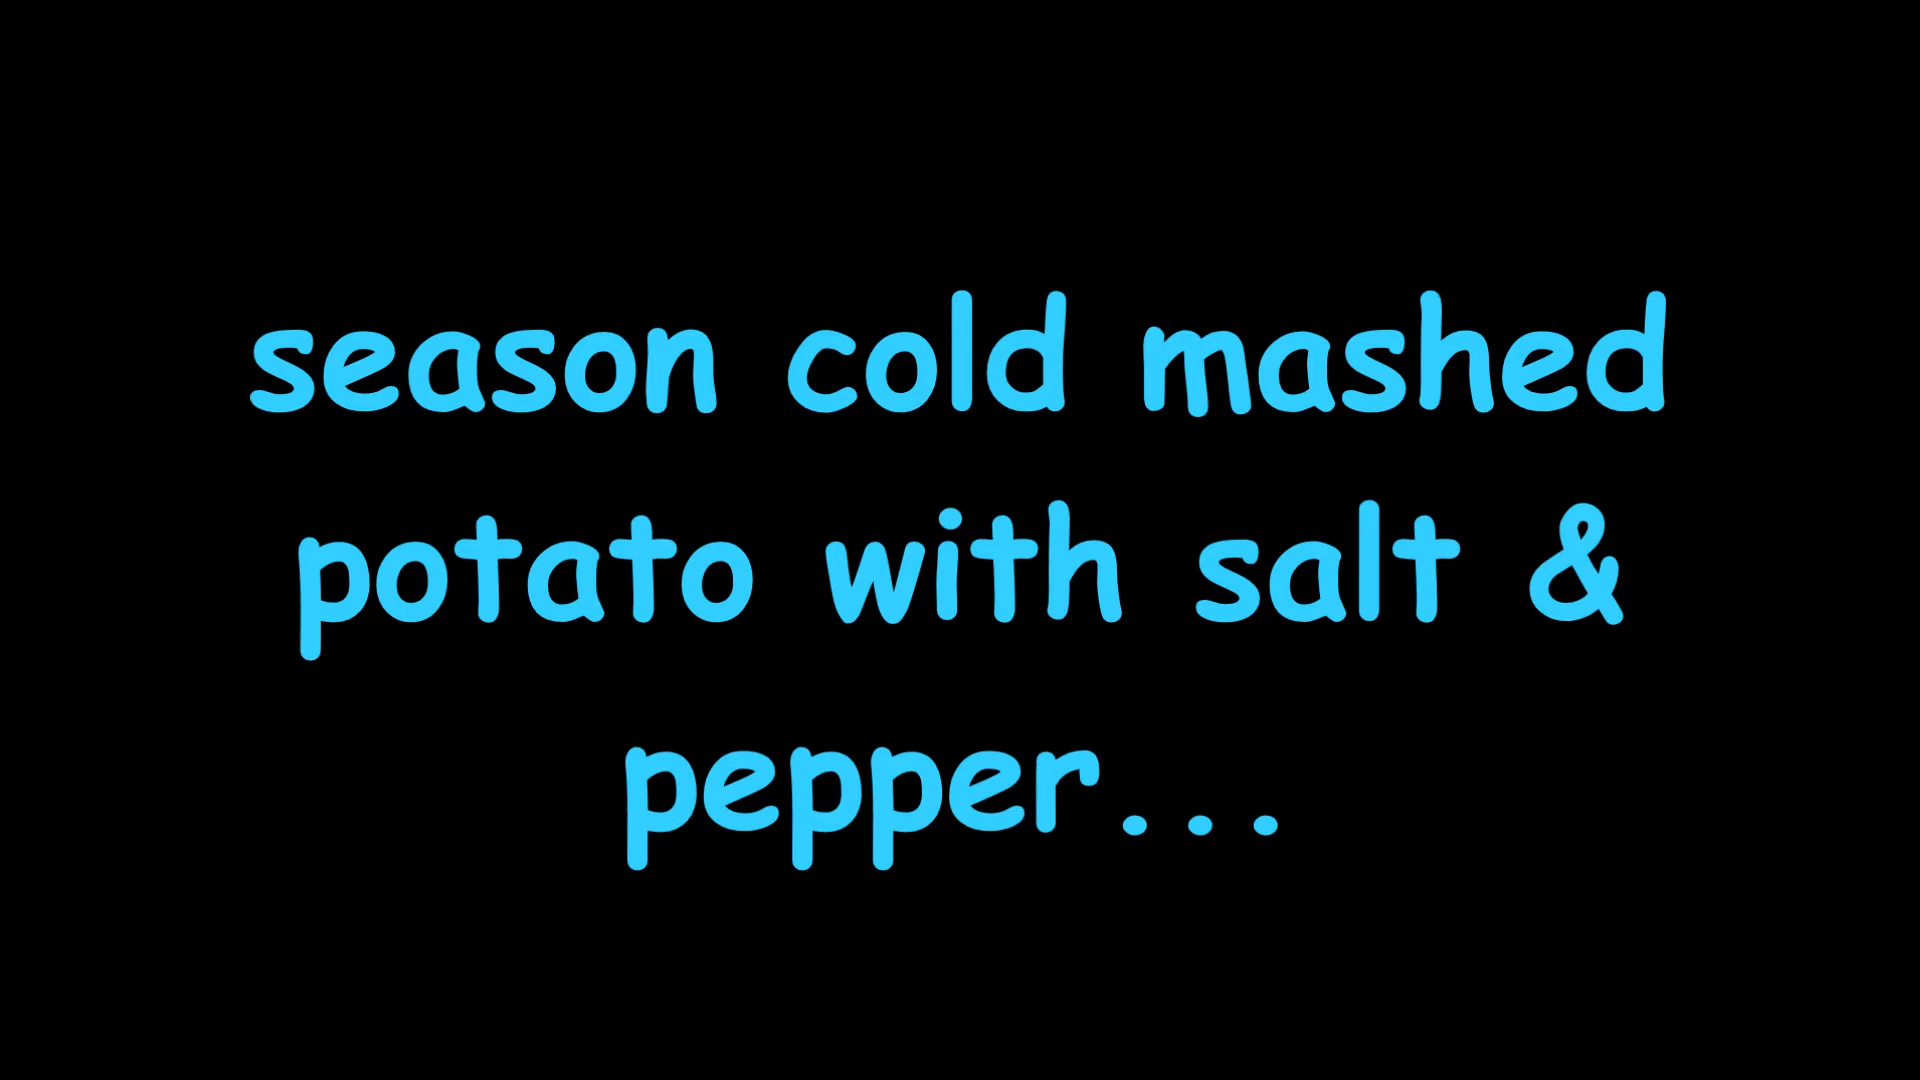 season cold mashed
potato with salt &
pepper...